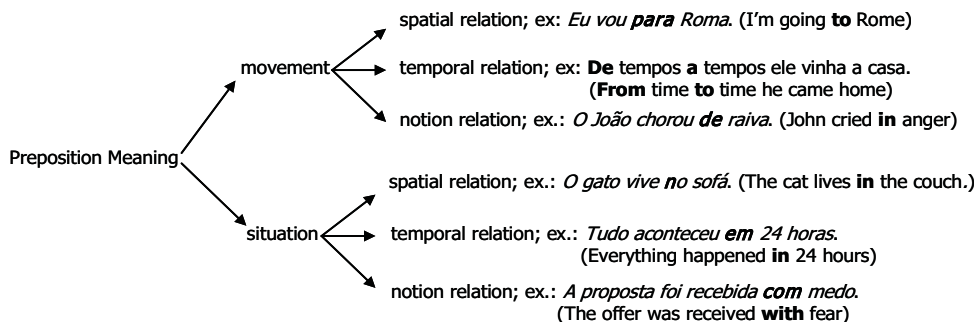 spatial relation; ex: Eu vou para Roma. (I'm going to Rome)
movement
temporal relation; ex: De tempos a tempos ele vinha a casa.
(From time to time he came home)
notion relation; ex.: O João chorou de raiva. (John cried in anger)
Preposition Meaning
spatial relation; ex.: O gato vive no sofá. (The cat lives in the couch.)
situation
temporal relation; ex.: Tudo aconteceu em 24 horas.
(Everything happened in 24 hours)
notion relation; ex.: A proposta foi recebida com medo.
(The offer was received with fear)